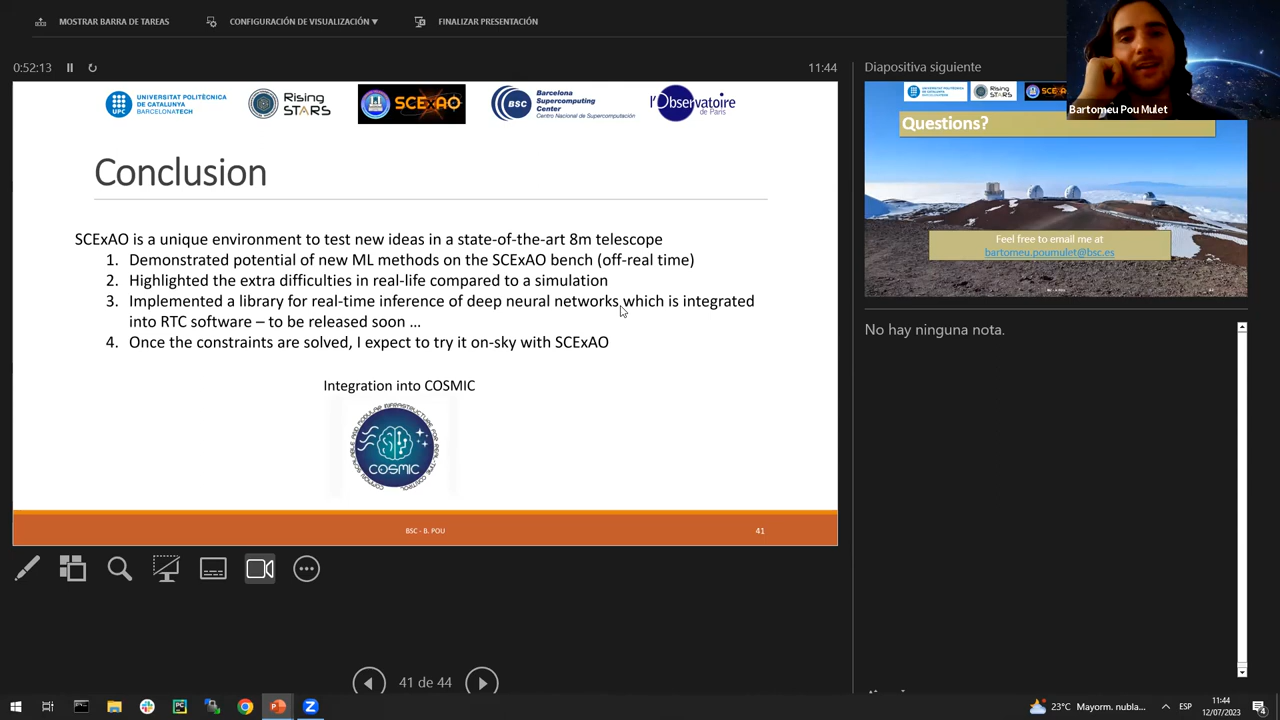 MOSTRAR BARRA DE TAREAS
CONFIGURACIÓN DE VISUALIZACIÓN ▼
FINALIZAR PRESENTACIÓN
0:52:13
11:44
Diapositiva siguiente
Bartomeu Pou Mulet
UPC
UNIVERSITAT POLITÈCNICA
DE CATALUNYA
BARCELONATECH
Rising
STARS
SCExAO
BSC
Barcelona
Supercomputing
Center
Centro Nacional de Supercomputación
l'Observatoire
de Paris
Conclusion
SCExAO is a unique environment to test new ideas in a state-of-the-art 8m telescope
1. Demonstrated potential of new ML methods on the SCExAO bench (off-real time)
2. Highlighted the extra difficulties in real-life compared to a simulation
3. Implemented a library for real-time inference of deep neural networks which is integrated
into RTC software – to be released soon ...
4. Once the constraints are solved, I expect to try it on-sky with SCExAO
Integration into COSMIC
COSMIC
BSC - B. POU
41
Questions?
Feel free to email me at
bartomeu.poumulet@bsc.es
No hay ninguna nota.
41 de 44
23°C Mayorm. nubla...
ESP
11:44
12/07/2023
4